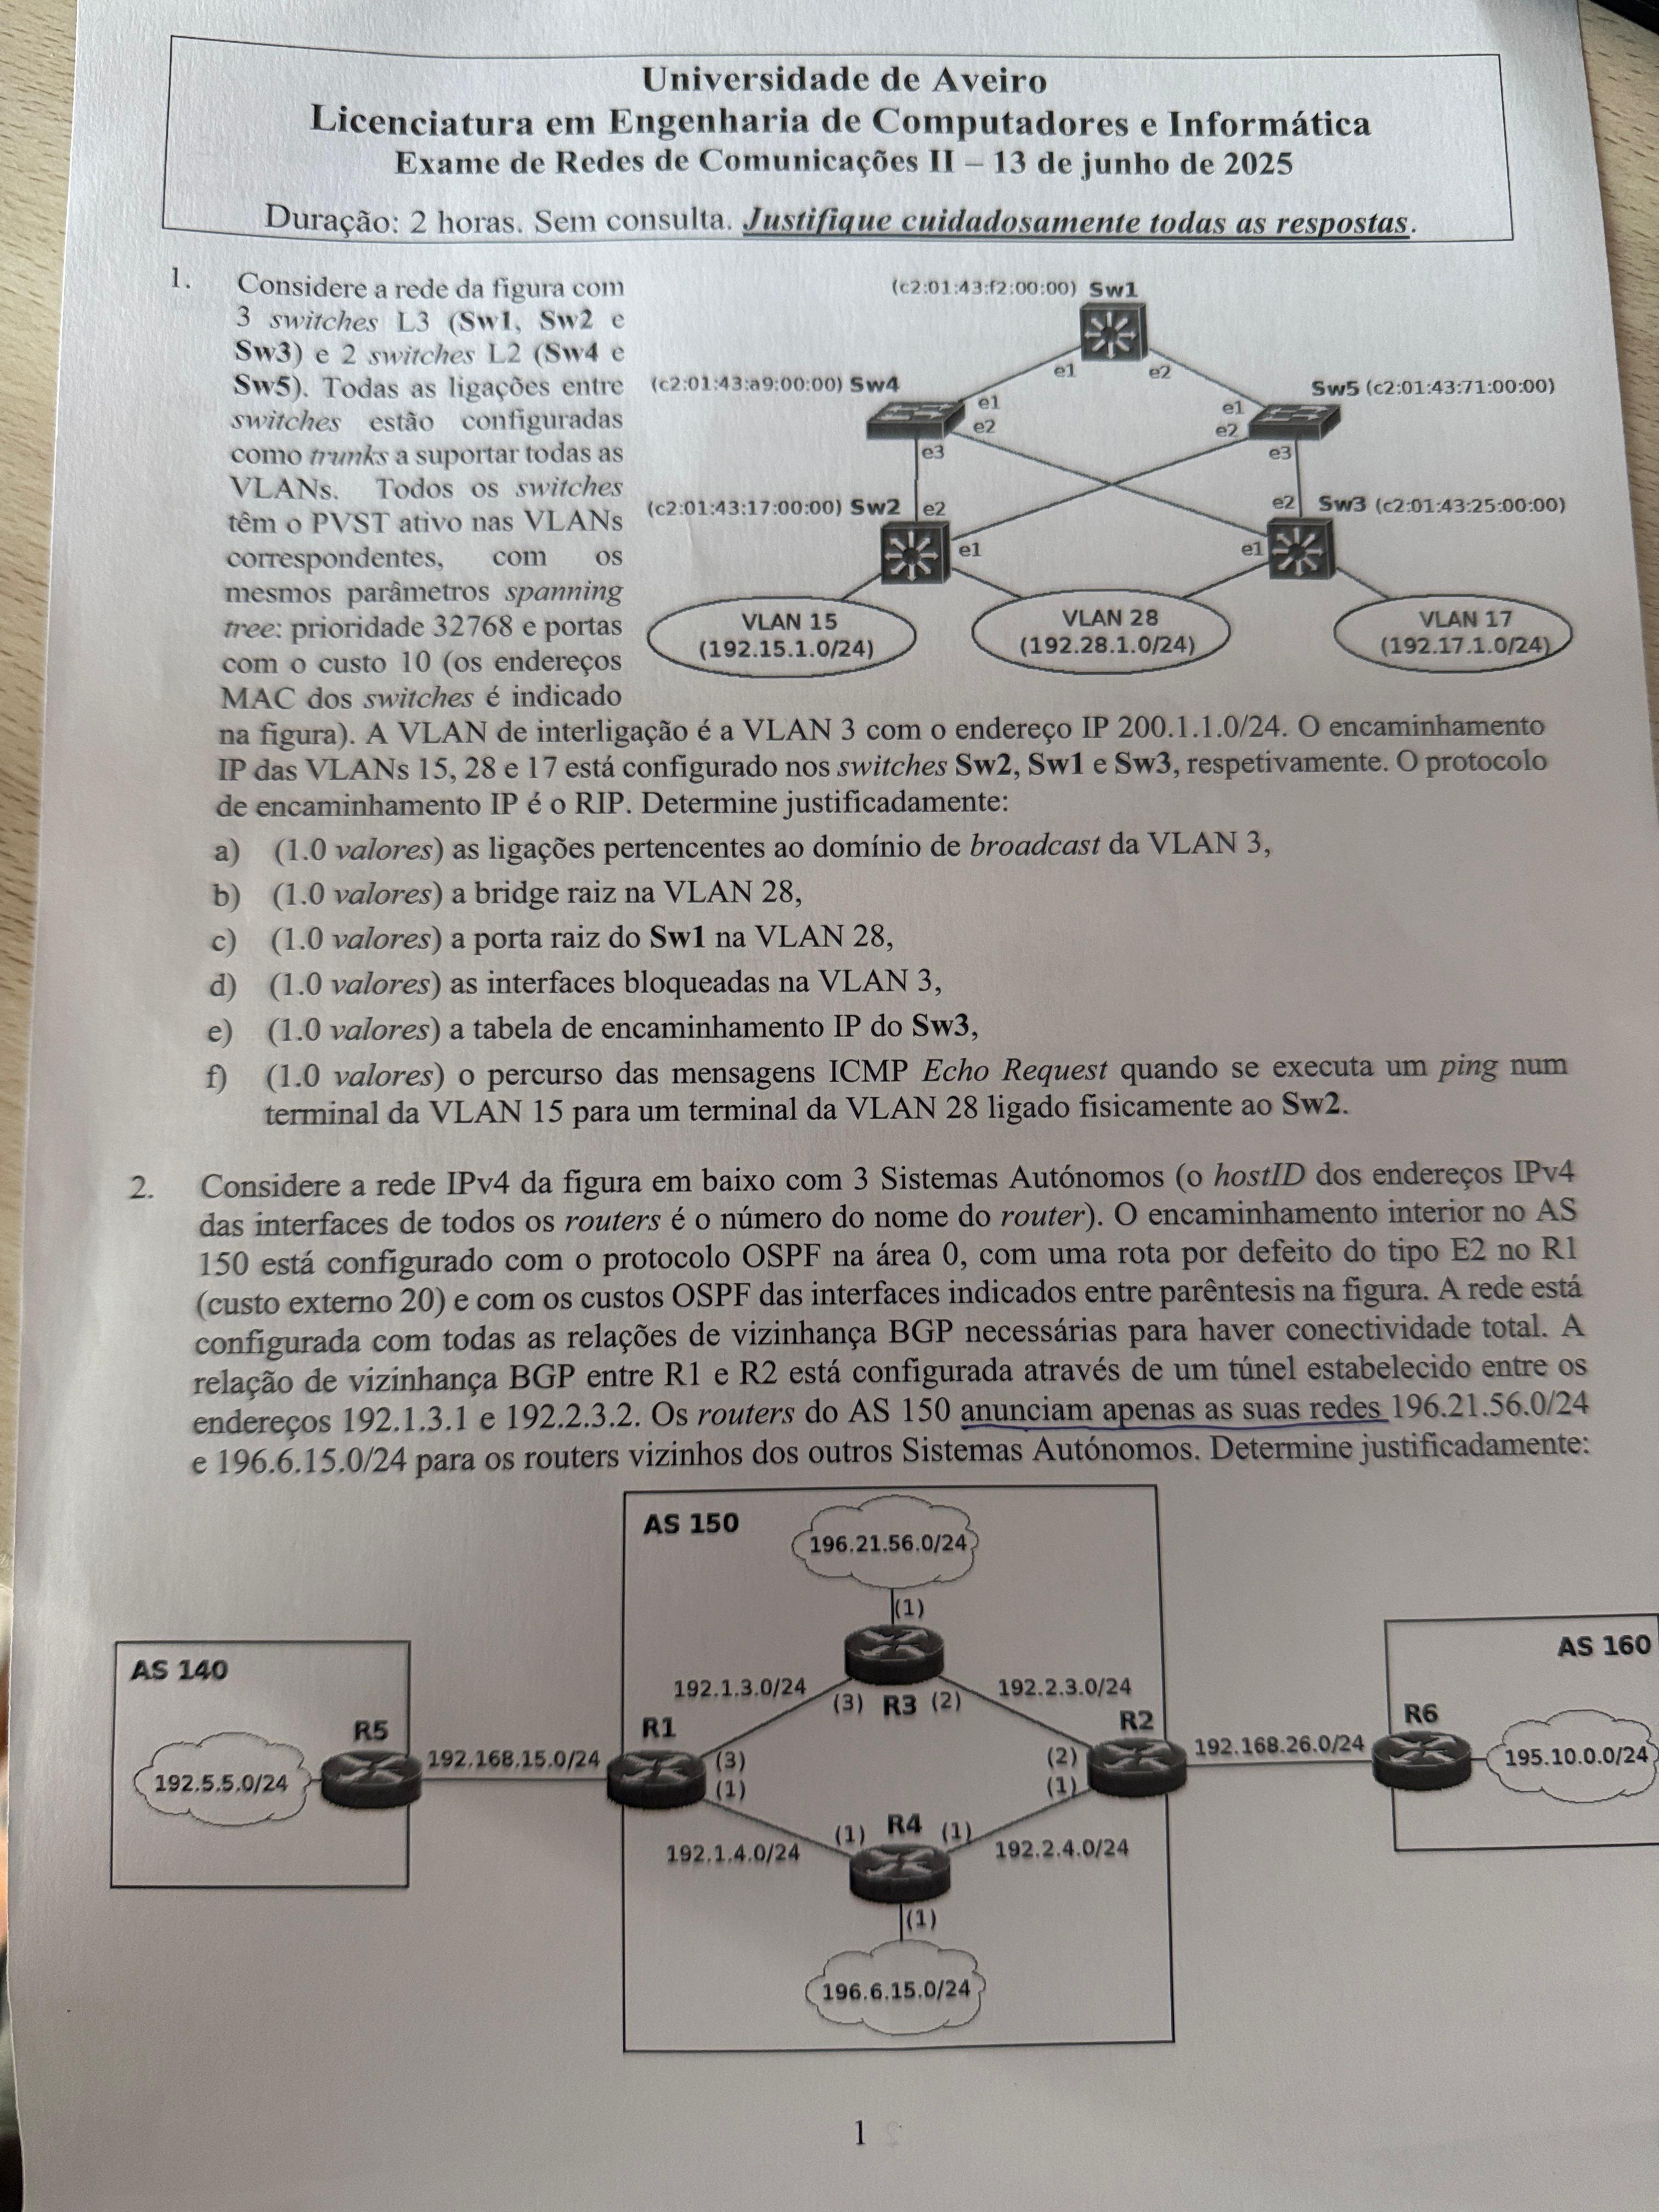 Universidade de Aveiro
Licenciatura em Engenharia de Computadores e Informática
Exame de Redes de Comunicações II – 13 de junho de 2025
Duração: 2 horas. Sem consulta. Justifique cuidadosamente todas as respostas.
1. Considere a rede da figura com
3 switches L3 (Sw1, Sw2 e
Sw3) e 2 switches L2 (Sw4 e
Sw5). Todas as ligações entre
switches estão configuradas
como trunks a suportar todas as
VLANs. Todos os switches
têm o PVST ativo nas VLANs
correspondentes, com os
mesmos parâmetros spanning
tree: prioridade 32768 e portas
com o custo 10 (os endereços
MAC dos switches é indicado
na figura). A VLAN de interligação é a VLAN 3 com o endereço IP 200.1.1.0/24. O encaminhamento
IP das VLANs 15, 28 e 17 está configurado nos switches Sw2, Sw1 e Sw3, respetivamente. O protocolo
de encaminhamento IP é o RIP. Determine justificadamente:
(c2:01:43:f2:00:00) Sw1
e1
e2
(c2:01:43:a9:00:00) Sw4
e1
e2
e3
Sw5 (c2:01:43:71:00:00)
e1
e2
e3
(c2:01:43:17:00:00) Sw2
e2
e1
e2
Sw3 (c2:01:43:25:00:00)
e1
VLAN 15
(192.15.1.0/24)
VLAN 28
(192.28.1.0/24)
VLAN 17
(192.17.1.0/24)
a) (1.0 valores) as ligações pertencentes ao domínio de broadcast da VLAN 3,
b) (1.0 valores) a bridge raiz na VLAN 28,
c) (1.0 valores) a porta raiz do Sw1 na VLAN 28,
d) (1.0 valores) as interfaces bloqueadas na VLAN 3,
e) (1.0 valores) a tabela de encaminhamento IP do Sw3,
f) (1.0 valores) o percurso das mensagens ICMP Echo Request quando se executa um ping num
terminal da VLAN 15 para um terminal da VLAN 28 ligado fisicamente ao Sw2.
2. Considere a rede IPv4 da figura em baixo com 3 Sistemas Autónomos (o hostID dos endereços IPv4
das interfaces de todos os routers é o número do nome do router). O encaminhamento interior no AS
150 está configurado com o protocolo OSPF na área 0, com uma rota por defeito do tipo E2 no R1
(custo externo 20) e com os custos OSPF das interfaces indicados entre parêntesis na figura. A rede está
configurada com todas as relações de vizinhança BGP necessárias para haver conectividade total. A
relação de vizinhança BGP entre R1 e R2 está configurada através de um túnel estabelecido entre os
endereços 192.1.3.1 e 192.2.3.2. Os routers do AS 150 anunciam apenas as suas redes 196.21.56.0/24
e 196.6.15.0/24 para os routers vizinhos dos outros Sistemas Autónomos. Determine justificadamente:
AS 150
196.21.56.0/24
(1)
AS 140
AS 160
192.1.3.0/24
(3) R3 (2)
192.2.3.0/24
R5
R1
R2
R6
192.5.5.0/24
192.168.15.0/24
(3)
(1)
(2)
(1)
192.168.26.0/24
195.10.0.0/24
(1) R4 (1)
192.1.4.0/24
192.2.4.0/24
(1)
196.6.15.0/24
1